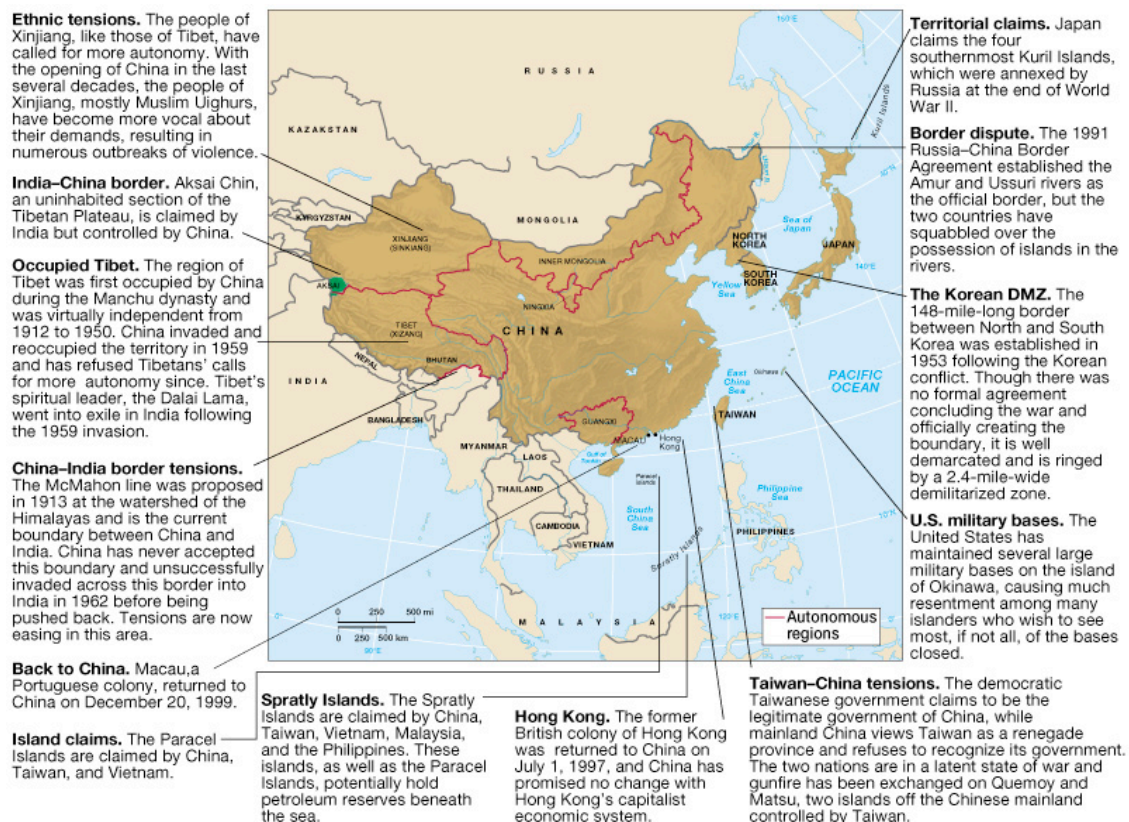 Ethnic tensions. The people of
Xinjiang, like those of Tibet, have
called for more autonomy. With
the opening of China in the last
several decades, the people of
Xinjiang, mostly Muslim Uighurs,
have become more vocal about
their demands, resulting in
numerous outbreaks of violence.
India–China border. Aksai Chin,
an uninhabited section of the
Tibetan Plateau, is claimed by
India but controlled by China.
Occupied Tibet. The region of
Tibet was first occupied by China
during the Manchu dynasty and
was virtually independent from
1912 to 1950. China invaded and
reoccupied the territory in 1959
and has refused Tibetans' calls
for more autonomy since. Tibet's
spiritual leader, the Dalai Lama,
went into exile in India following
the 1959 invasion.
China–India border tensions.
The McMahon line was proposed
in 1913 at the watershed of the
Himalayas and is the current
boundary between China and
India. China has never accepted
this boundary and unsuccessfully
invaded across this border into
India in 1962 before being
pushed back. Tensions are now
easing in this area.
Back to China. Macau,a
Portuguese colony, returned to
China on December 20, 1999.
Island claims. The Paracel
Islands are claimed by China,
Taiwan, and Vietnam.
150°E
RUSSIA
KAZAKSTAN
Kuril Islands
Amur R.
Ussuri R.
40°N
MONGOLIA
KYRGYZSTAN
Sea of
Japan
XINJIANG
(SINKIANG)
NORTH
KOREA
JAPAN
INNER MONGOLIA
140°E
AKSAI
SOUTH
KOREA
Yellow
Sea
NINGXIA
CHINA
TIBET
(XIZANG)
NEPAL
BHUTAN
INDIA
East
China
Sea
Okinawa
PACIFIC
OCEAN
BANGLADESH
GUANGXI
TAIWAN
MACAU
Hong
Kong
MYANMAR
LAOS
Gulf of
Tonkin
Paracel
Islands
THAILAND
Philippine
Sea
South
China
Sea
10°N
CAMBODIA
VIETNAM
PHILIPPINES
Spratly Islands
0 250 500 mi
0 250 500 km
MALAYSIA
90°E
120°E
Autonomous
regions
Territorial claims. Japan
claims the four
southernmost Kuril Islands,
which were annexed by
Russia at the end of World
War II.
Border dispute. The 1991
Russia–China Border
Agreement established the
Amur and Ussuri rivers as
the official border, but the
two countries have
squabbled over the
possession of islands in the
rivers.
The Korean DMZ. The
148-mile-long border
between North and South
Korea was established in
1953 following the Korean
conflict. Though there was
no formal agreement
concluding the war and
officially creating the
boundary, it is well
demarcated and is ringed
by a 2.4-mile-wide
demilitarized zone.
U.S. military bases. The
United States has
maintained several large
military bases on the island
of Okinawa, causing much
resentment among many
islanders who wish to see
most, if not all, of the bases
closed.
Spratly Islands. The Spratly
Islands are claimed by China,
Taiwan, Vietnam, Malaysia,
and the Philippines. These
islands, as well as the Paracel
Islands, potentially hold
petroleum reserves beneath
the sea.
Hong Kong. The former
British colony of Hong Kong
was returned to China on
July 1, 1997, and China has
promised no change with
Hong Kong's capitalist
economic system.
Taiwan–China tensions. The democratic
Taiwanese government claims to be the
legitimate government of China, while
mainland China views Taiwan as a renegade
province and refuses to recognize its government.
The two nations are in a latent state of war and
gunfire has been exchanged on Quemoy and
Matsu, two islands off the Chinese mainland
controlled by Taiwan.